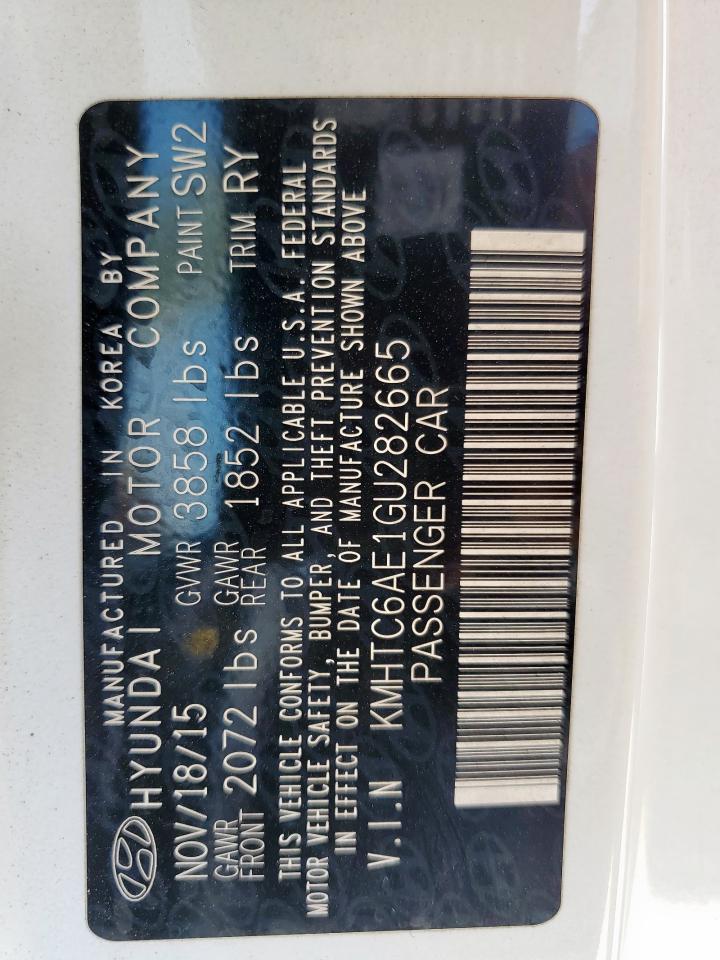 MANUFACTURED IN KOREA BY
HYUNDAI MOTOR COMPANY
NOV/18/15 GVWR 3858 lbs PAINT SW2
GAWR FRONT 2072 lbs GAWR REAR 1852 lbs TRIM RY
THIS VEHICLE CONFORMS TO ALL APPLICABLE U.S.A. FEDERAL
MOTOR VEHICLE SAFETY, BUMPER, AND THEFT PREVENTION STANDARDS
IN EFFECT ON THE DATE OF MANUFACTURE SHOWN ABOVE
V.I.N KMHTC6AE1GU282665
PASSENGER CAR